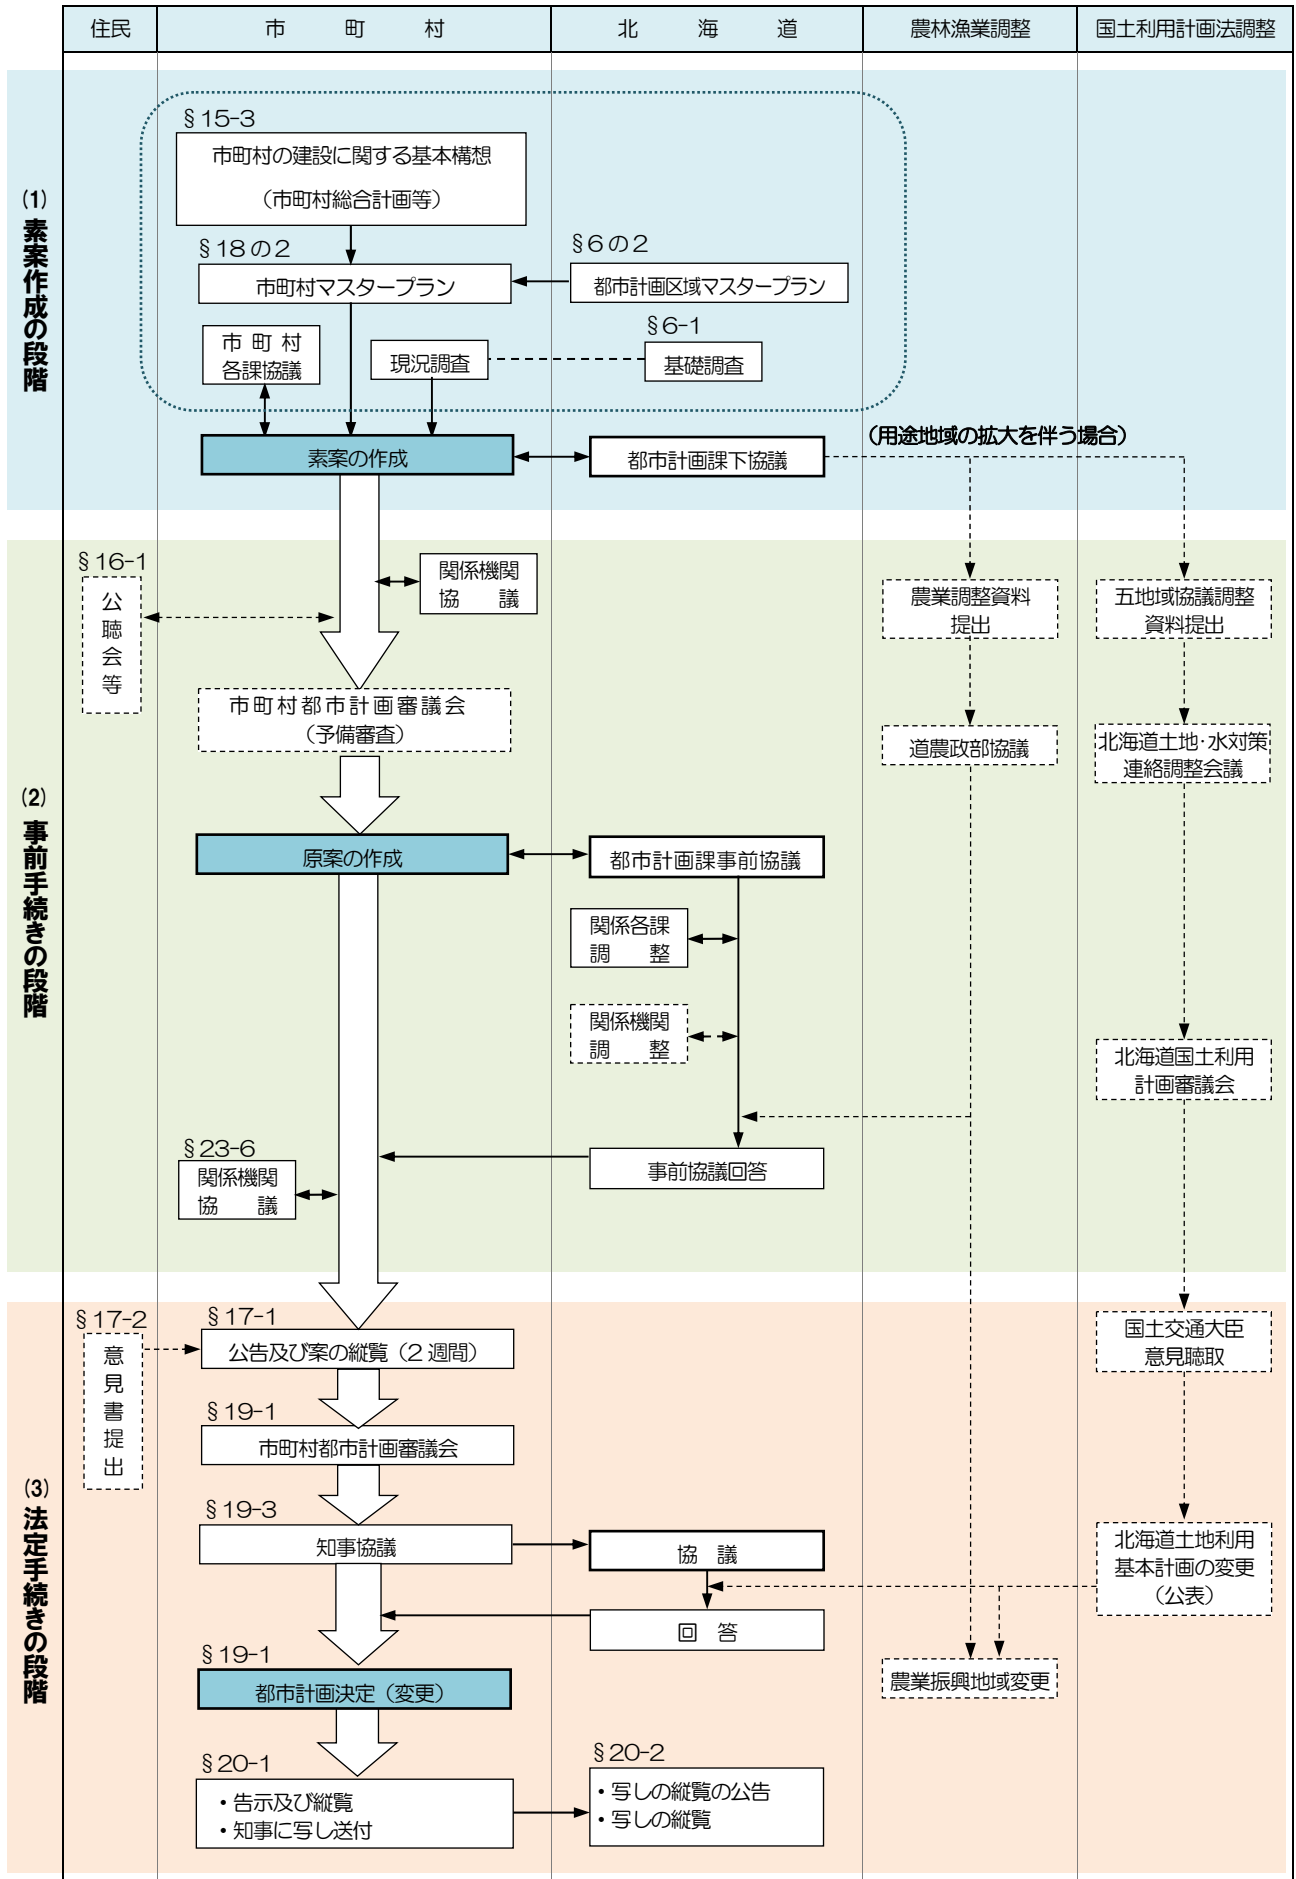 住民
市 町 村
北 海 道
農林漁業調整
国土利用計画法調整
(1) 素案作成の段階
§15-3
市町村の建設に関する基本構想
（市町村総合計画等）
§18の2
市町村マスタープラン
§6の2
都市計画区域マスタープラン
§6-1
基礎調査
市 町 村
各課協議
現況調査
素案の作成
都市計画課下協議
（用途地域の拡大を伴う場合）
(2) 事前手続きの段階
§16-1
公聴会等
関係機関
協 議
農業調整資料
提出
五地域協議調整
資料提出
市町村都市計画審議会
（予備審査）
道農政部協議
北海道土地・水対策
連絡調整会議
原案の作成
都市計画課事前協議
関係各課
調 整
関係機関
調 整
北海道国土利用
計画審議会
§23-6
関係機関
協 議
事前協議回答
(3) 法定手続きの段階
§17-2
意見書提出
§17-1
公告及び案の縦覧（2週間）
国土交通大臣
意見聴取
§19-1
市町村都市計画審議会
§19-3
知事協議
協 議
北海道土地利用
基本計画の変更
（公表）
回 答
§19-1
都市計画決定（変更）
農業振興地域変更
§20-1
・告示及び縦覧
・知事に写し送付
§20-2
・写しの縦覧の公告
・写しの縦覧